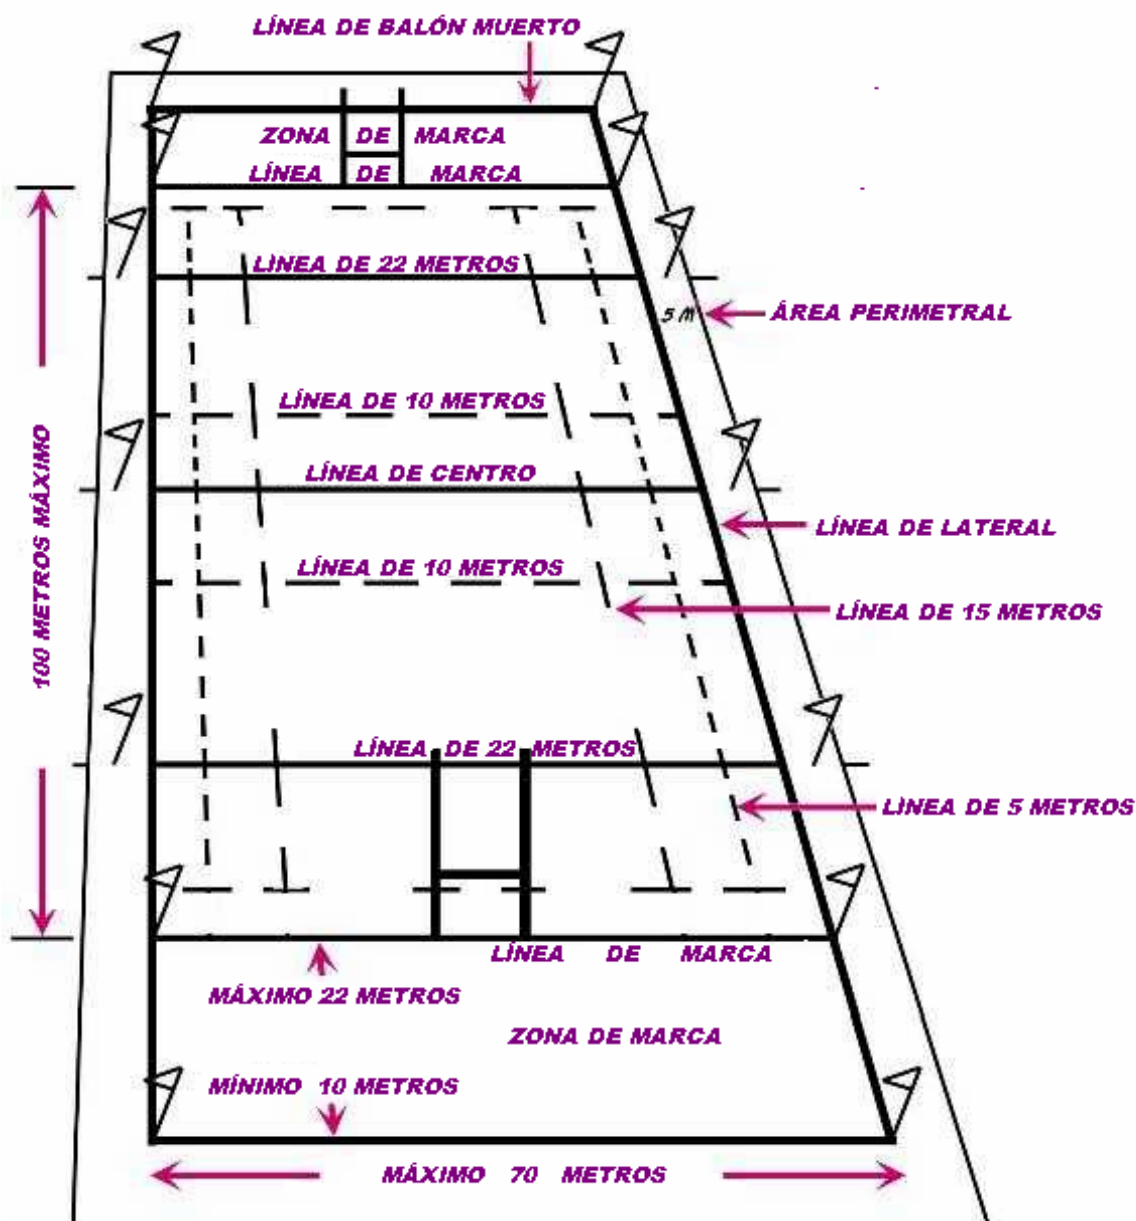 LÍNEA DE BALÓN MUERTO
ZONA DE MARCA
LÍNEA DE MARCA
LÍNEA DE 22 METROS
5 M
ÁREA PERIMETRAL
LÍNEA DE 10 METROS
100 METROS MÁXIMO
LÍNEA DE CENTRO
LÍNEA DE LATERAL
LÍNEA DE 10 METROS
LÍNEA DE 15 METROS
LÍNEA DE 22 METROS
LÍNEA DE 5 METROS
LÍNEA DE MARCA
MÁXIMO 22 METROS
ZONA DE MARCA
MÍNIMO 10 METROS
MÁXIMO 70 METROS